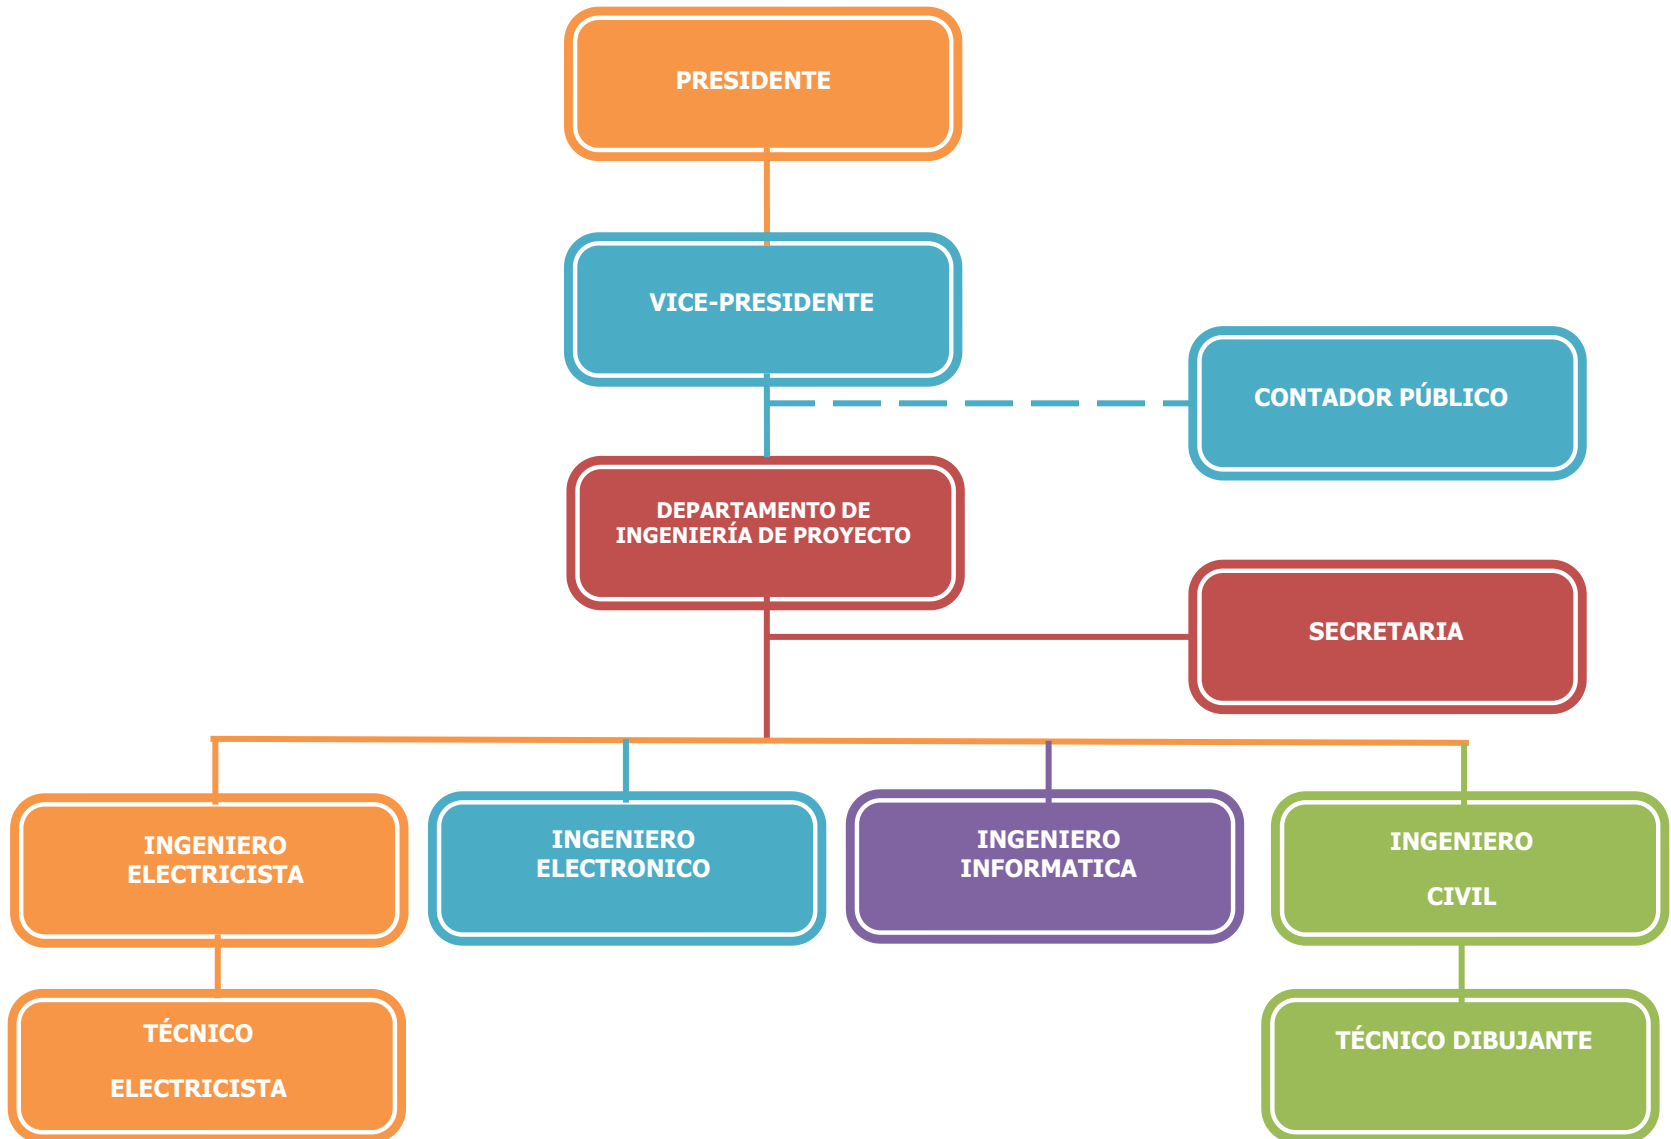 PRESIDENTE
VICE-PRESIDENTE
CONTADOR PÚBLICO
DEPARTAMENTO DE
INGENIERÍA DE PROYECTO
SECRETARIA
INGENIERO
ELECTRICISTA
INGENIERO
ELECTRONICO
INGENIERO
INFORMATICA
INGENIERO
CIVIL
TÉCNICO
ELECTRICISTA
TÉCNICO DIBUJANTE